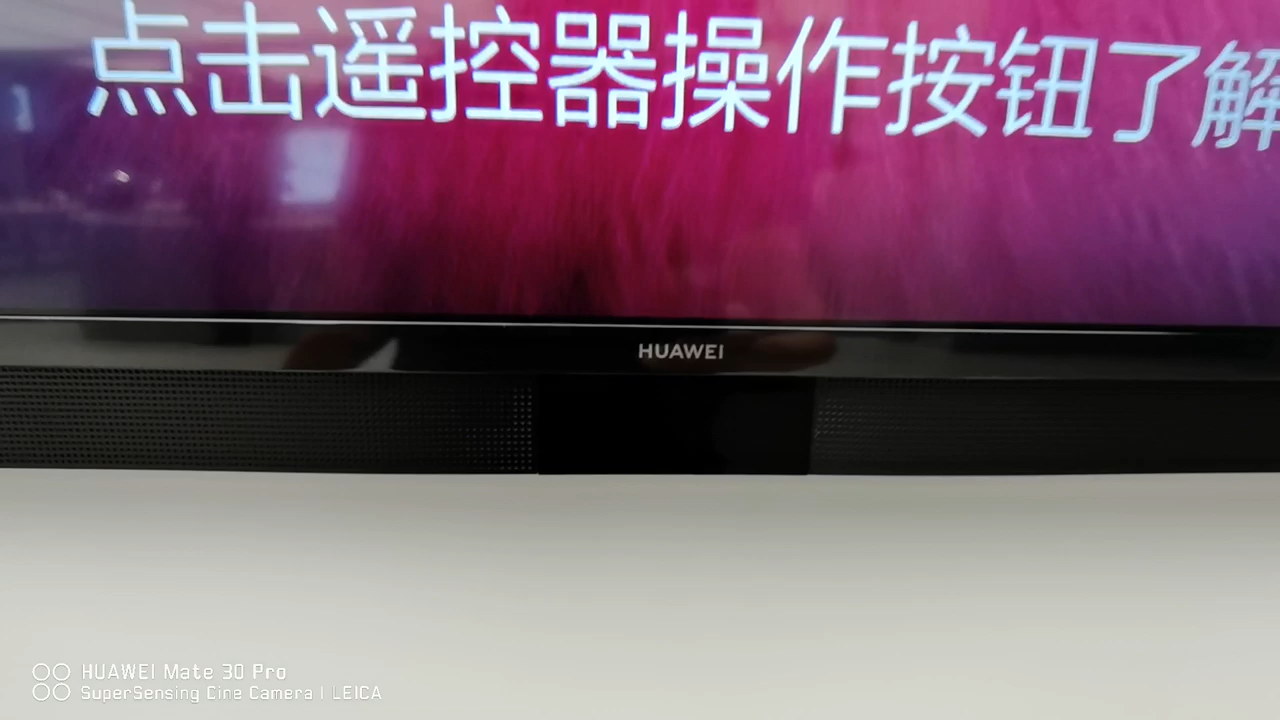 点击遥控器操作按钮了解
HUAWEI
HUAWEI Mate 30 Pro
SuperSensing Cine Camera | LEICA